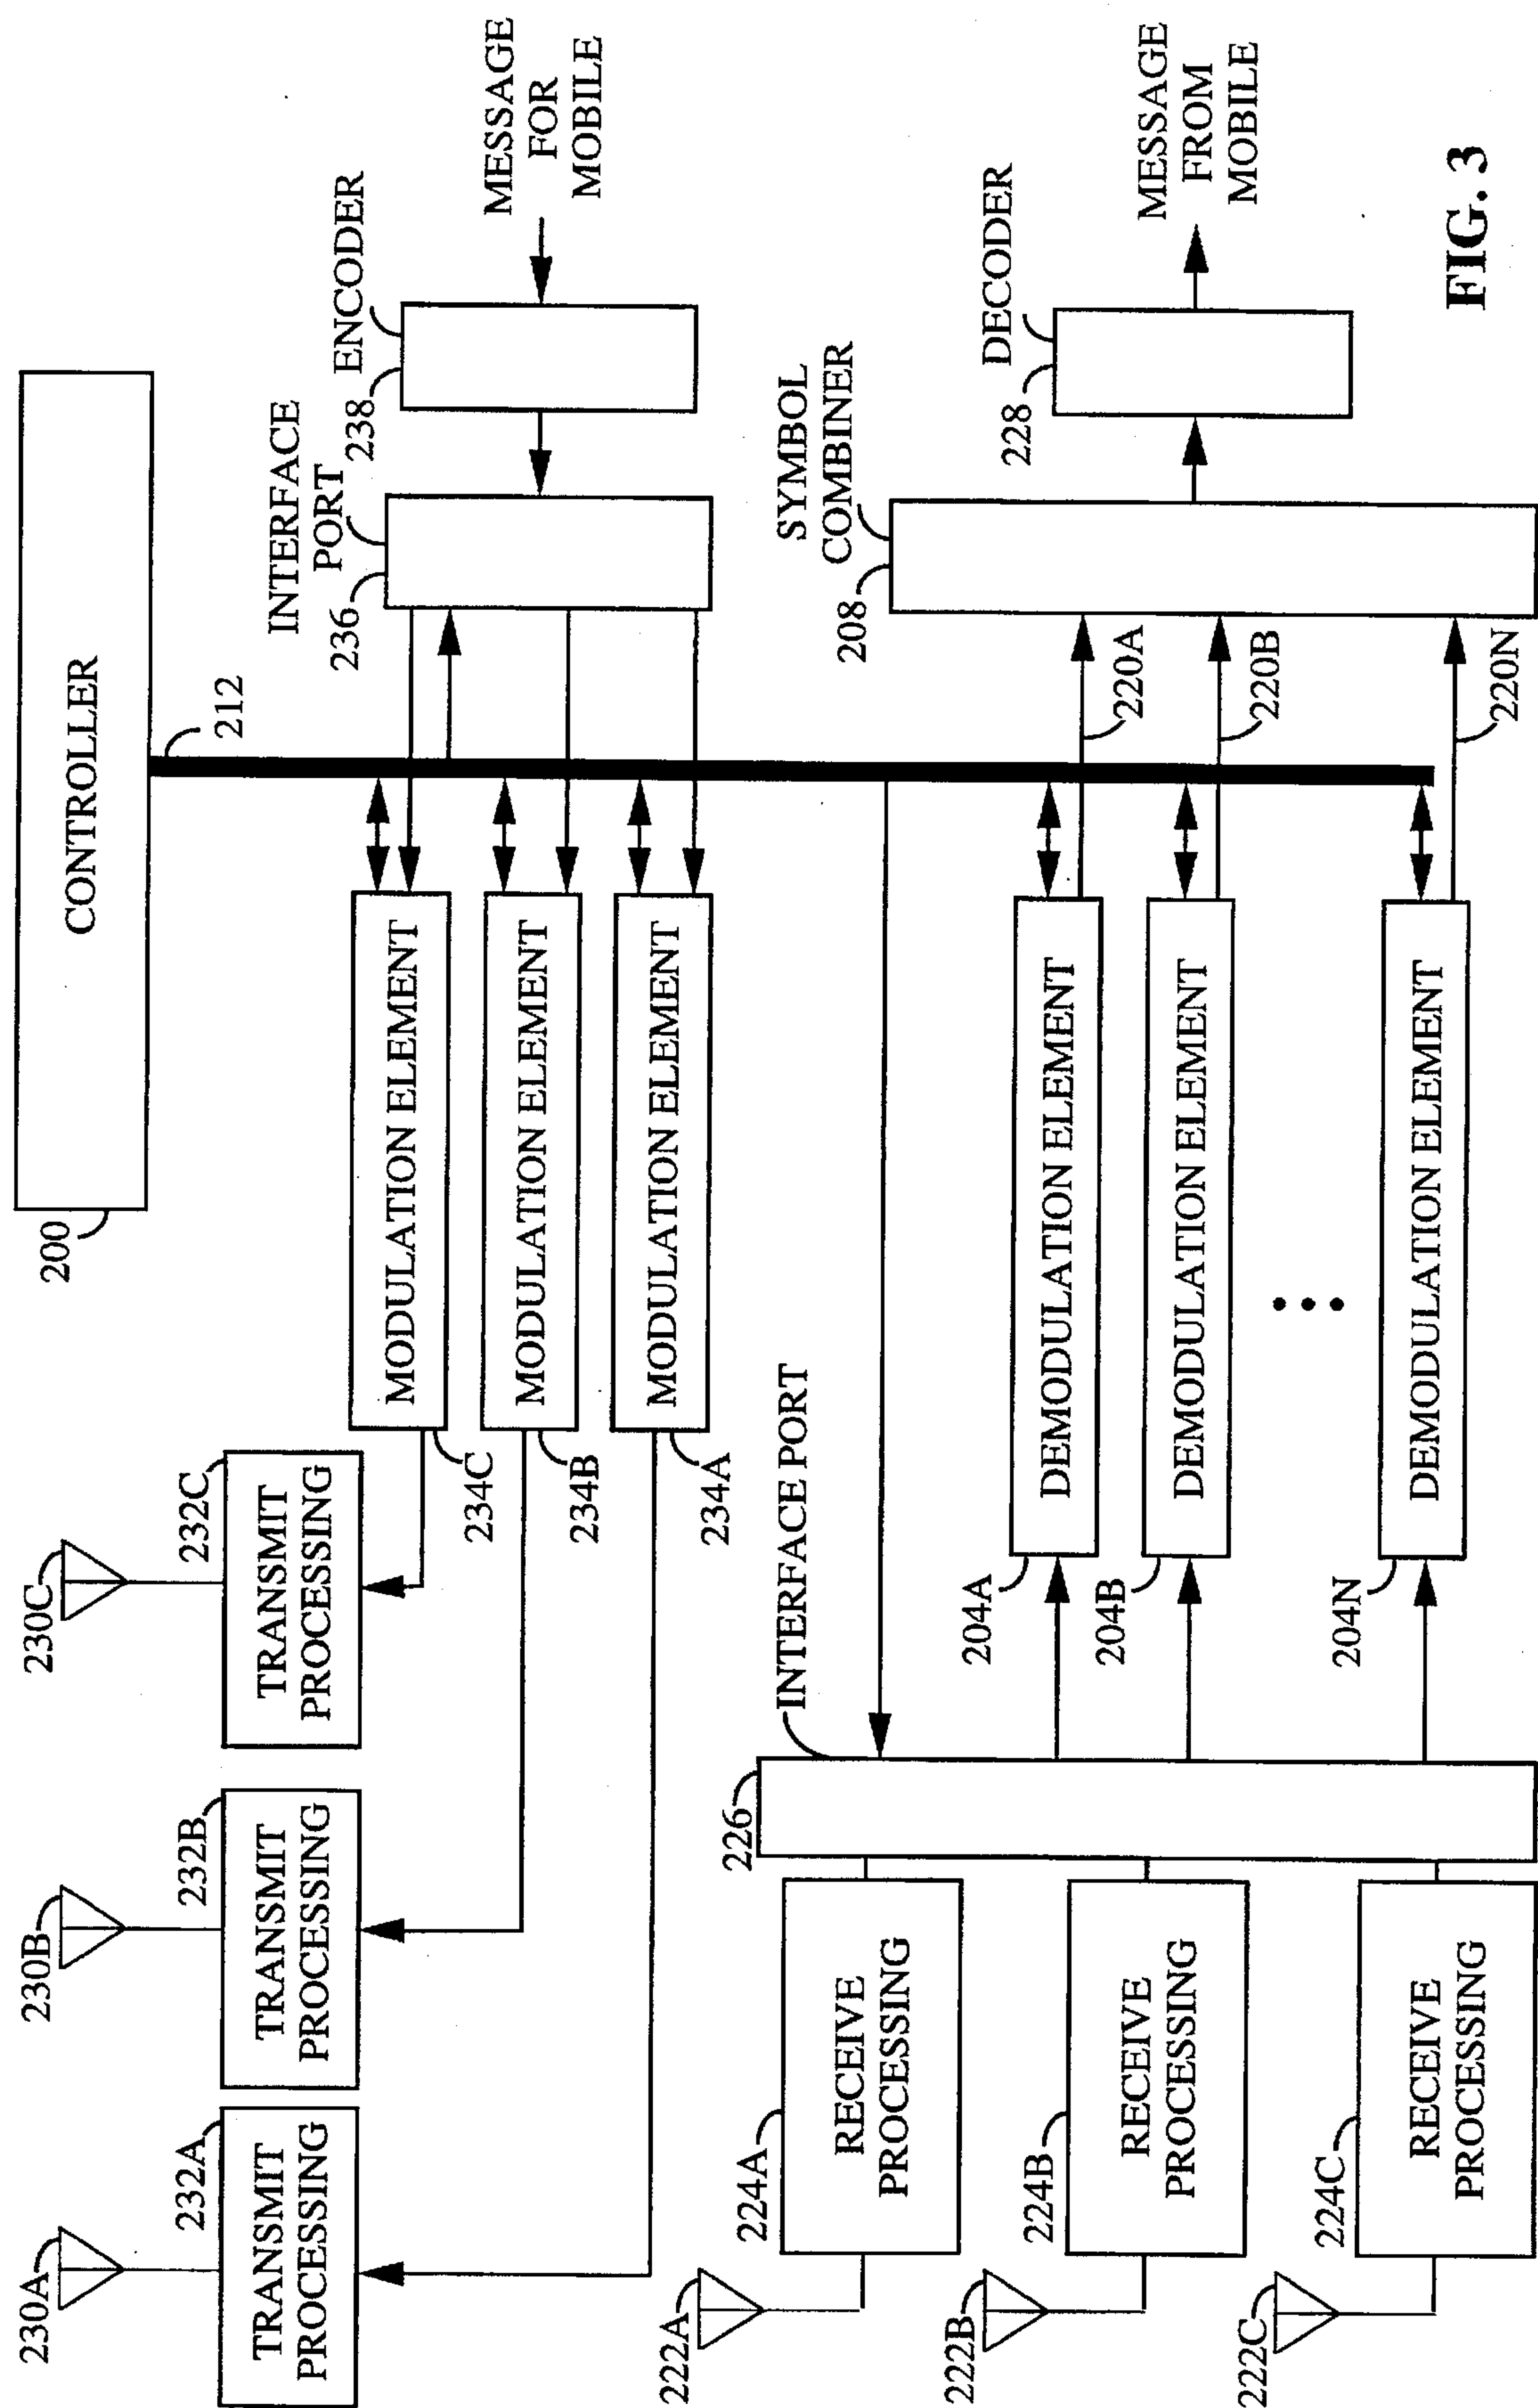 200
CONTROLLER
212
230A
230B
230C
232A
TRANSMIT
PROCESSING
232B
TRANSMIT
PROCESSING
232C
TRANSMIT
PROCESSING
MODULATION ELEMENT
234C
MODULATION ELEMENT
234B
MODULATION ELEMENT
234A
INTERFACE
PORT
236
ENCODER
238
MESSAGE
FOR
MOBILE
222A
224A
RECEIVE
PROCESSING
222B
224B
RECEIVE
PROCESSING
222C
224C
RECEIVE
PROCESSING
226
INTERFACE PORT
204A
DEMODULATION ELEMENT
220A
204B
DEMODULATION ELEMENT
220B
204N
DEMODULATION ELEMENT
220N
SYMBOL
COMBINER
208
DECODER
228
MESSAGE
FROM
MOBILE
FIG. 3